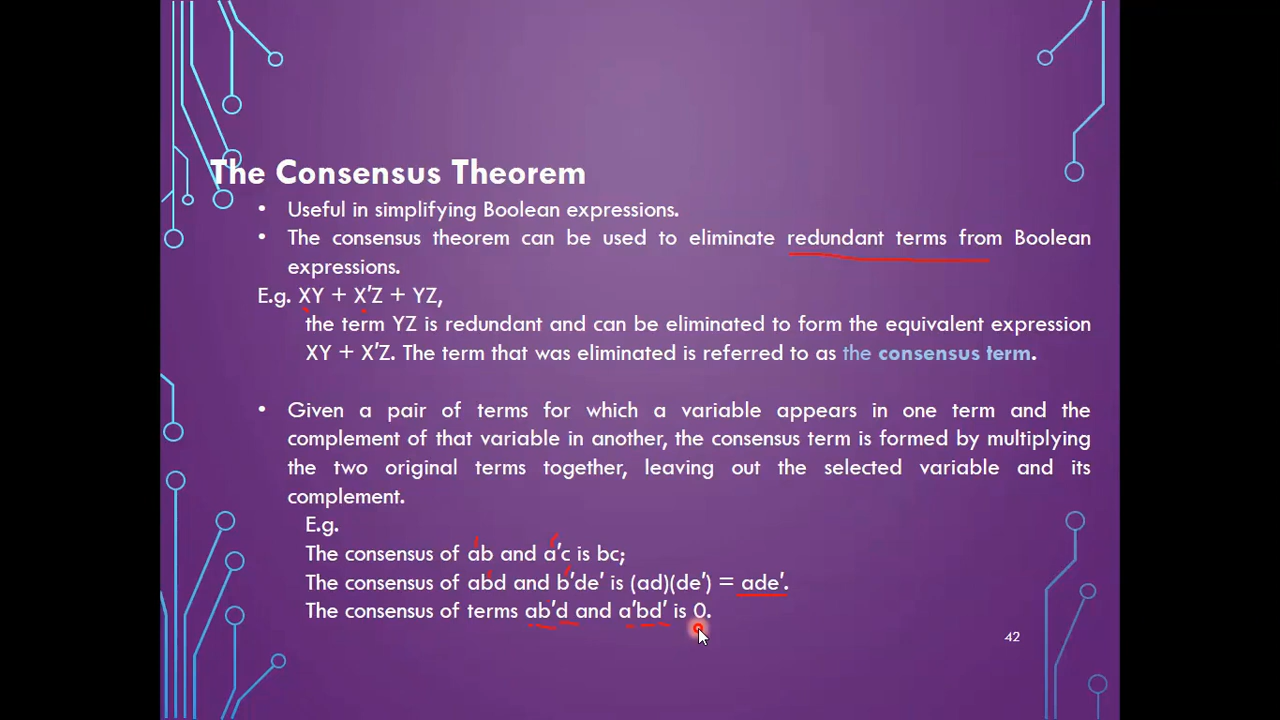 The Consensus Theorem
• Useful in simplifying Boolean expressions.
• The consensus theorem can be used to eliminate redundant terms from Boolean
expressions.
E.g. XY + X′Z + YZ,
the term YZ is redundant and can be eliminated to form the equivalent expression
XY + X′Z. The term that was eliminated is referred to as the consensus term.
• Given a pair of terms for which a variable appears in one term and the
complement of that variable in another, the consensus term is formed by multiplying
the two original terms together, leaving out the selected variable and its
complement.
E.g.
The consensus of ab and a′c is bc;
The consensus of abd and b′de′ is (ad)(de′) = ade′.
The consensus of terms ab′d and a′bd′ is 0.
42